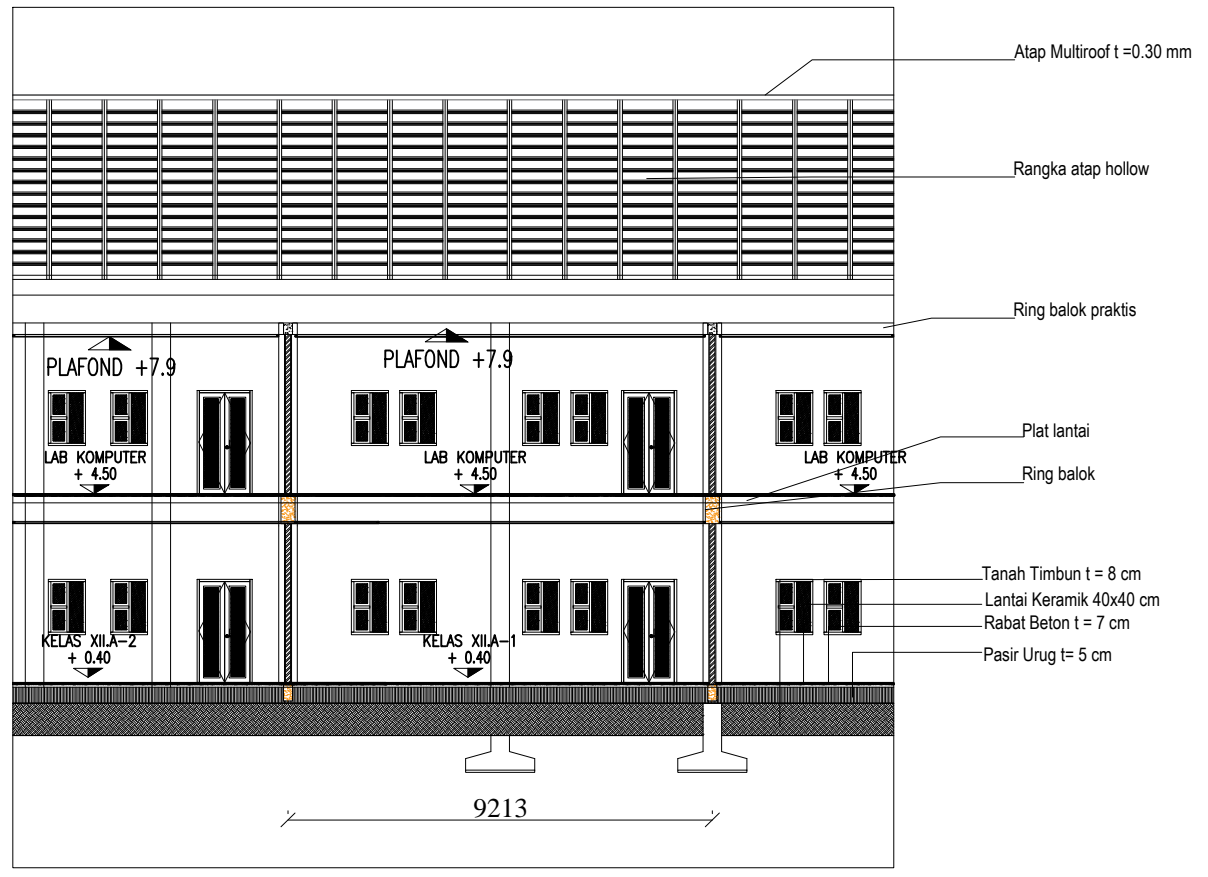 Atap Multiroof t =0.30 mm
Rangka atap hollow
Ring balok praktis
PLAFOND +7.9
PLAFOND +7.9
LAB KOMPUTER
+ 4.50
LAB KOMPUTER
+ 4.50
LAB KOMPUTER
+ 4.50
Plat lantai
Ring balok
Tanah Timbun t = 8 cm
Lantai Keramik 40x40 cm
Rabat Beton t = 7 cm
Pasir Urug t= 5 cm
KELAS XII.A-2
+ 0.40
KELAS XII.A-1
+ 0.40
9213